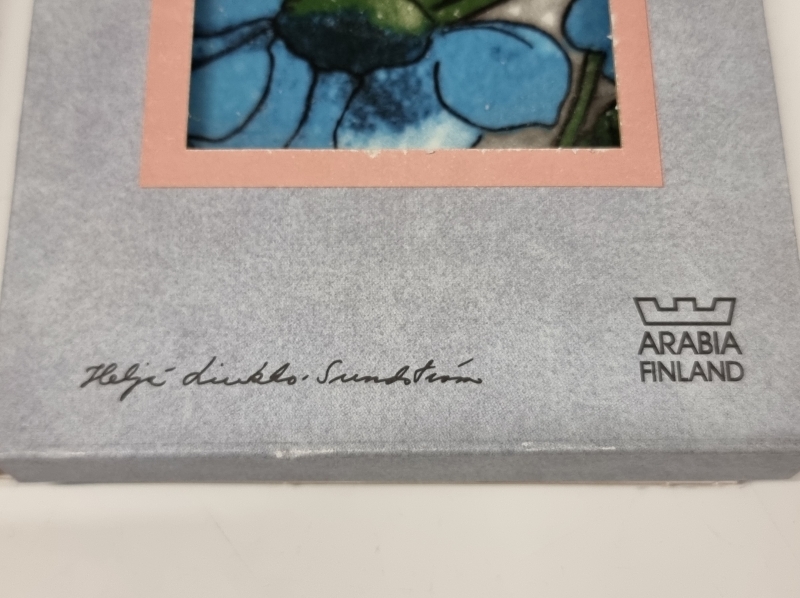 Heljä Liukko-Sundström
ARABIA
FINLAND